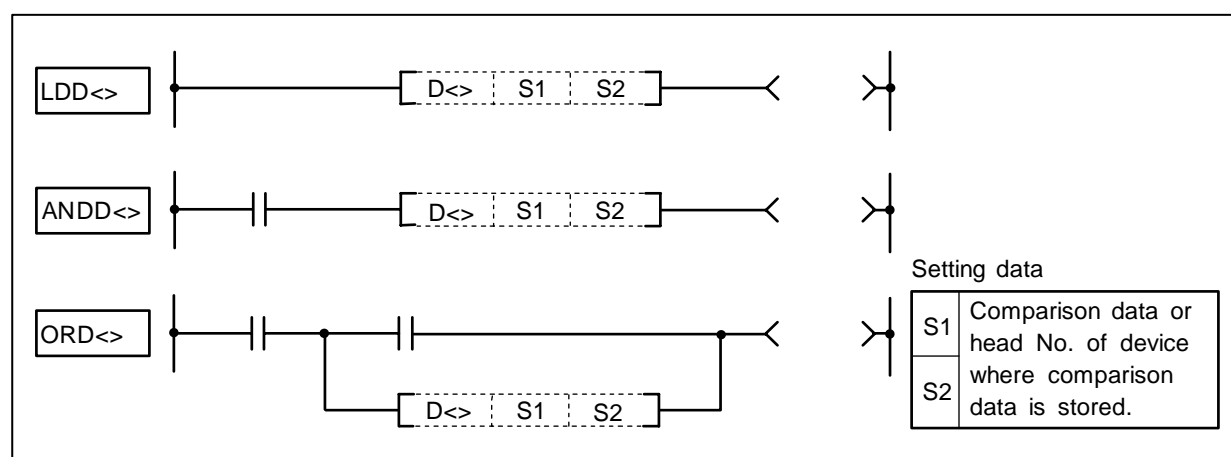 LDD<>
D<> S1 S2
ANDD<>
D<> S1 S2
ORD<>
D<> S1 S2
Setting data
S1
S2
Comparison data or
head No. of device
where comparison
data is stored.